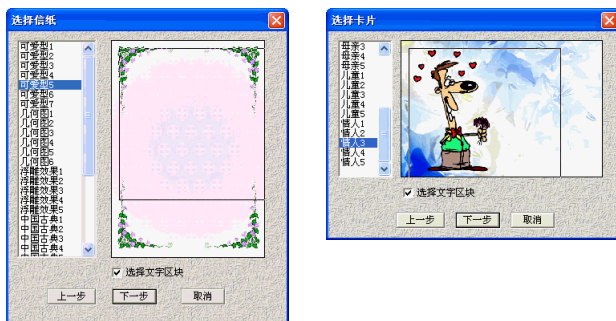 选择信纸
可爱型1
可爱型2
可爱型3
可爱型4
可爱型5
可爱型6
可爱型7
几何图1
几何图2
几何图3
几何图4
几何图5
几何图6
浮雕效果1
浮雕效果2
浮雕效果3
浮雕效果4
浮雕效果5
中国古典1
中国古典2
中国古典3
中国古典4
中国古典5
选择文字区块
上一步
下一步
取消
选择卡片
母亲3
母亲4
母亲5
儿童1
儿童2
儿童3
儿童4
儿童5
情人1
情人2
情人3
情人4
情人5
选择文字区块
上一步
下一步
取消